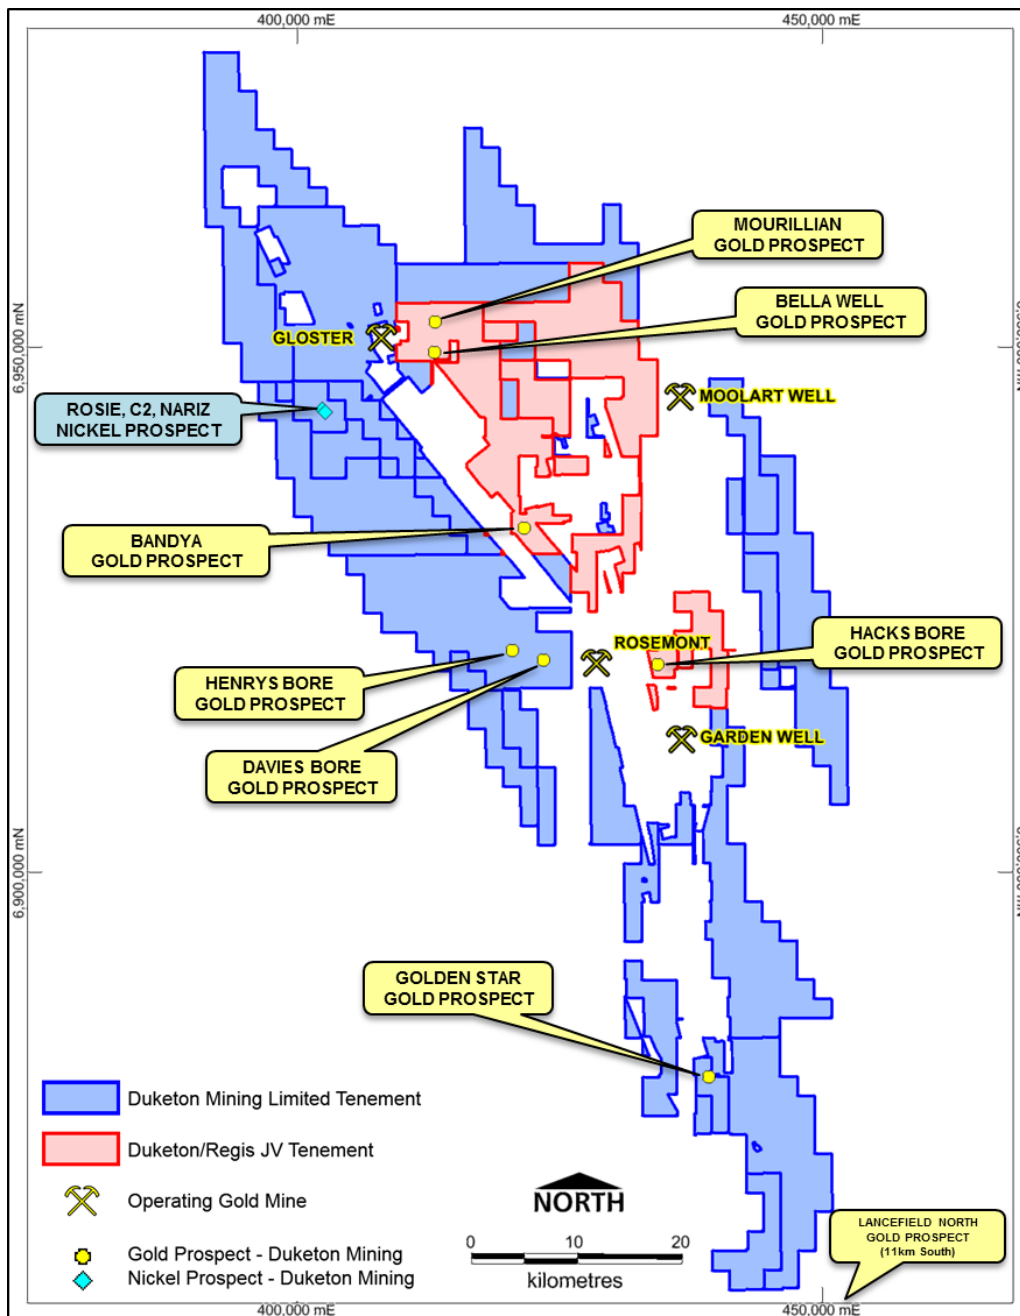 400,000 mE
450,000 mE
MOURILLIAN
GOLD PROSPECT
BELLA WELL
GOLD PROSPECT
GLOSTER
6,950,000 mN
MOOLART WELL
ROSIE, C2, NARIZ
NICKEL PROSPECT
BANDYA
GOLD PROSPECT
ROSEMONT
HACKS BORE
GOLD PROSPECT
HENRYS BORE
GOLD PROSPECT
GARDEN WELL
DAVIES BORE
GOLD PROSPECT
6,900,000 mN
GOLDEN STAR
GOLD PROSPECT
Duketon Mining Limited Tenement
Duketon/Regis JV Tenement
Operating Gold Mine
Gold Prospect - Duketon Mining
Nickel Prospect - Duketon Mining
NORTH
0 10 20
kilometres
LANCEFIELD NORTH
GOLD PROSPECT
(11km South)
400,000 mE
450,000 mE